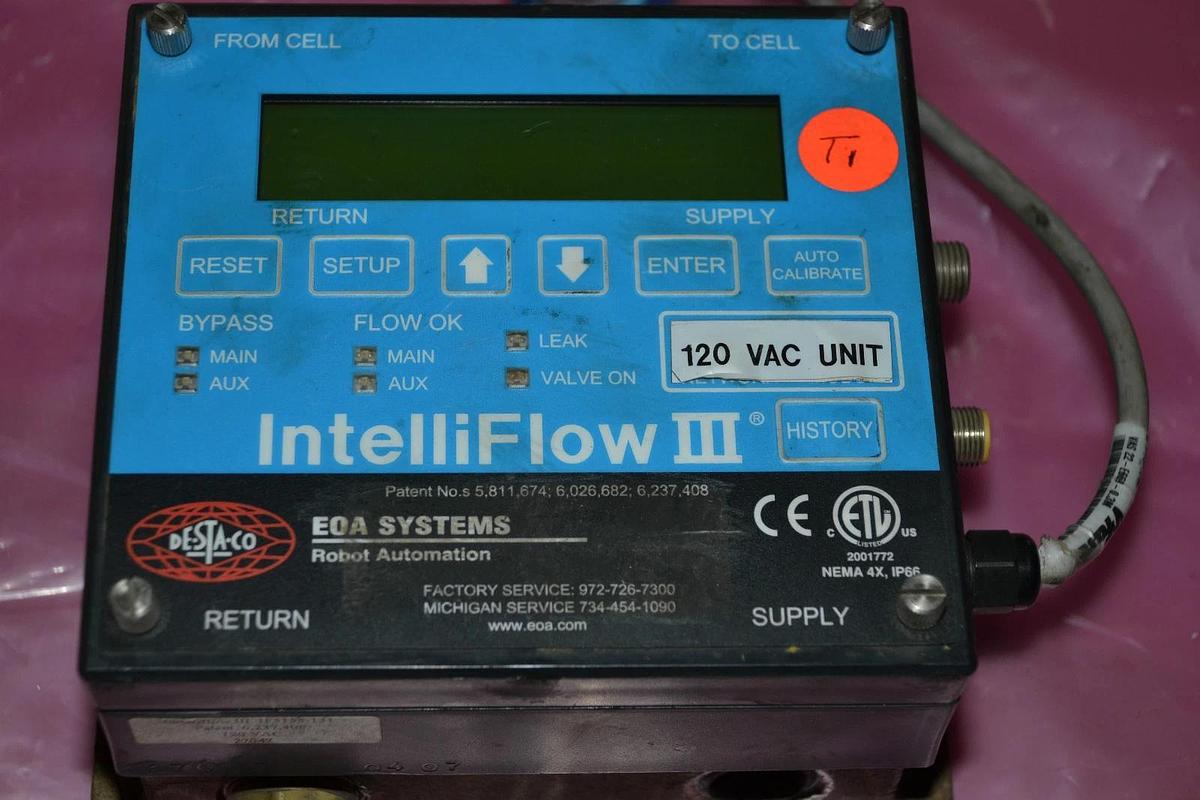 FROM CELL TO CELL
T1
RETURN SUPPLY
RESET SETUP ENTER AUTO CALIBRATE
BYPASS FLOW OK
MAIN MAIN LEAK
AUX AUX VALVE ON
120 VAC UNIT
IntelliFlow III ® HISTORY
Patent No.s 5,811,674; 6,026,682; 6,237,408
DE-STA-CO
EOA SYSTEMS
Robot Automation
CE
C ETL US
LISTED
2001772
NEMA 4X, IP66
FACTORY SERVICE: 972-726-7300
MICHIGAN SERVICE 734-454-1090
www.eoa.com
RETURN SUPPLY
120 VAC